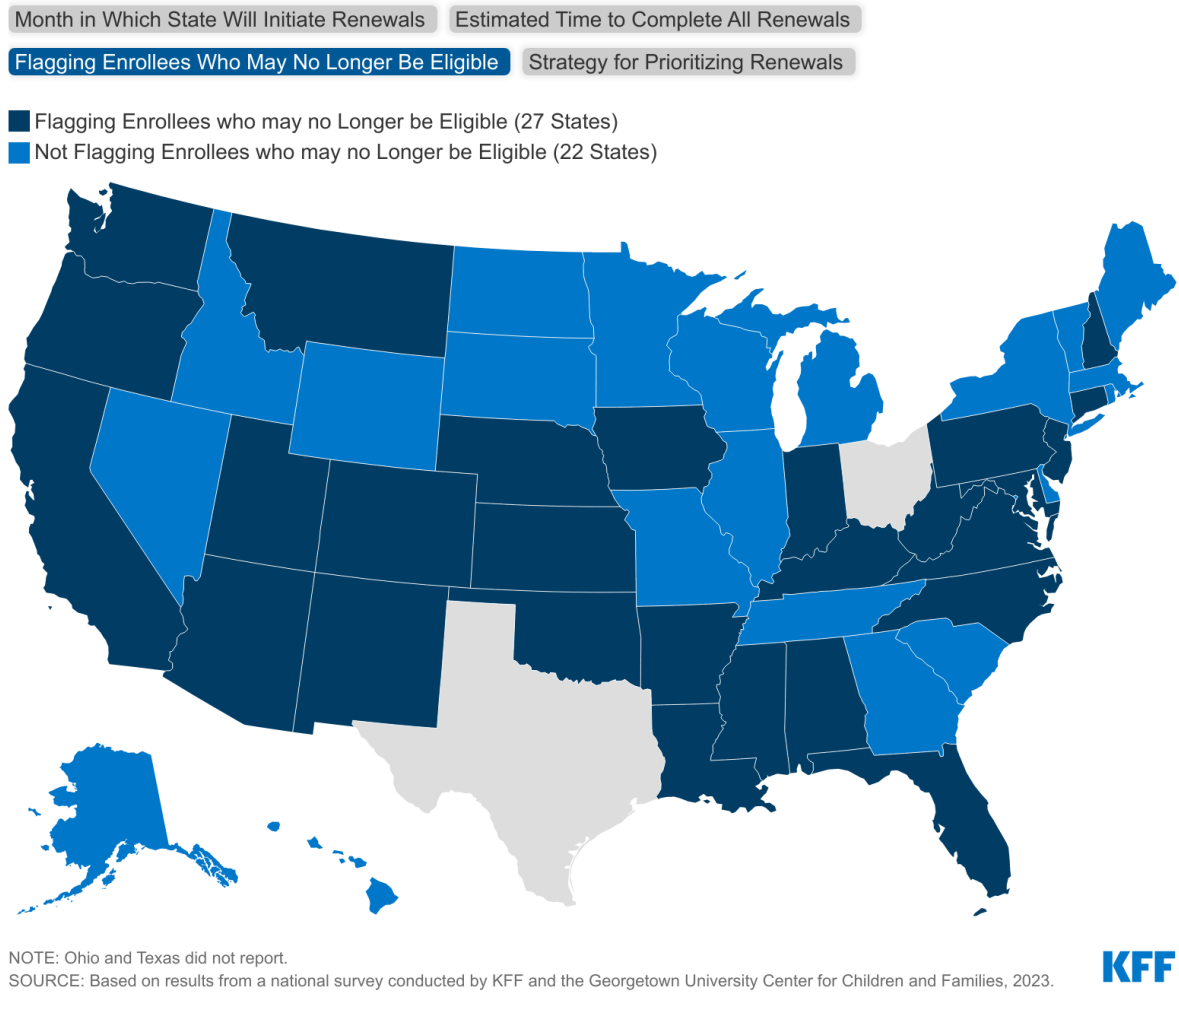 Month in Which State Will Initiate Renewals
Estimated Time to Complete All Renewals
Flagging Enrollees Who May No Longer Be Eligible
Strategy for Prioritizing Renewals
Flagging Enrollees who may no Longer be Eligible (27 States)
Not Flagging Enrollees who may no Longer be Eligible (22 States)
NOTE: Ohio and Texas did not report.
SOURCE: Based on results from a national survey conducted by KFF and the Georgetown University Center for Children and Families, 2023.
KFF